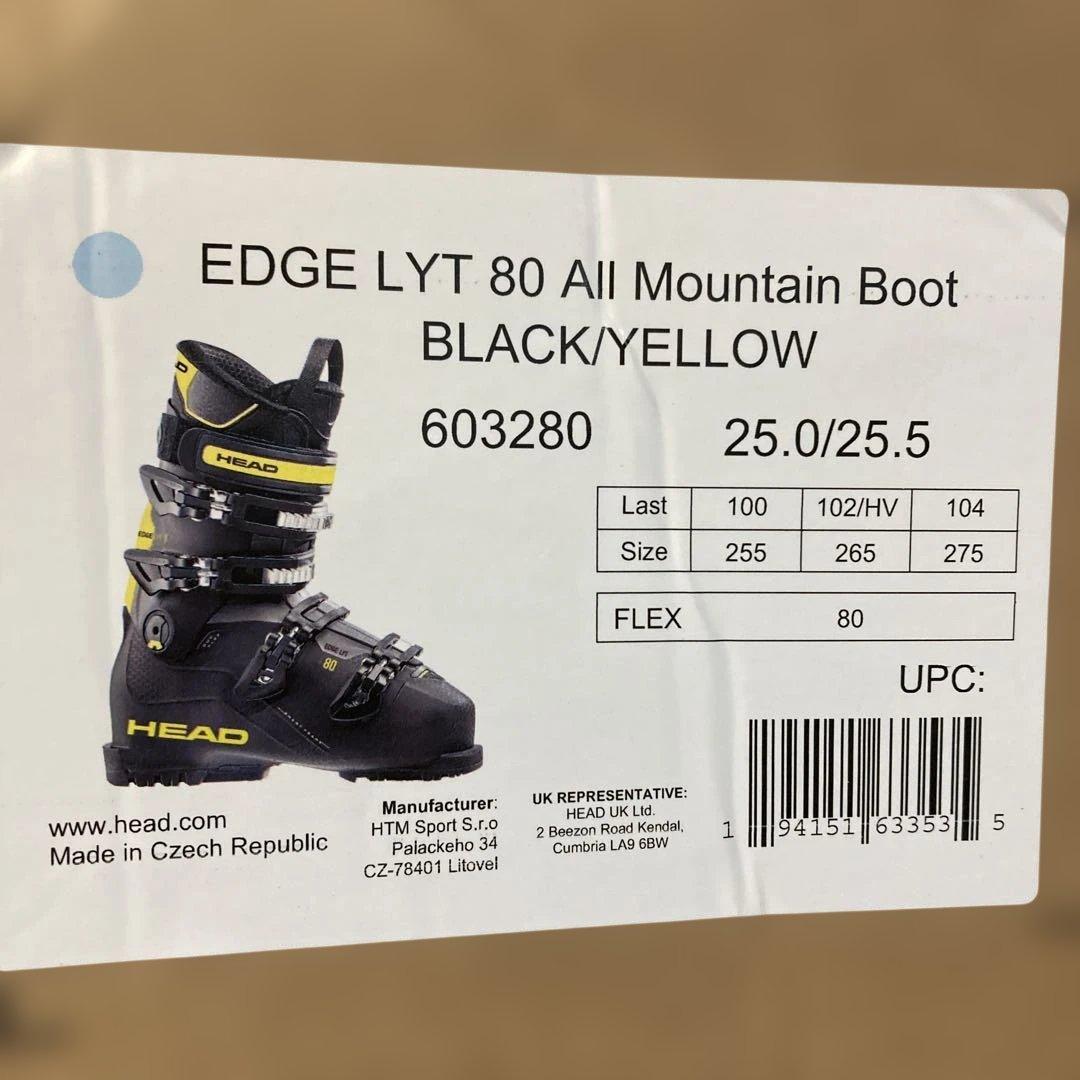 EDGE LYT 80 All Mountain Boot
BLACK/YELLOW
603280 25.0/25.5
Last 100 102/HV 104
Size 255 265 275
FLEX 80
UPC:
1 94151 63353 5
HEAD
EDGE
EDGE LYT
80
HEAD
www.head.com
Made in Czech Republic
Manufacturer:
HTM Sport S.r.o
Palackeho 34
CZ-78401 Litovel
UK REPRESENTATIVE:
HEAD UK Ltd.
2 Beezon Road Kendal,
Cumbria LA9 6BW